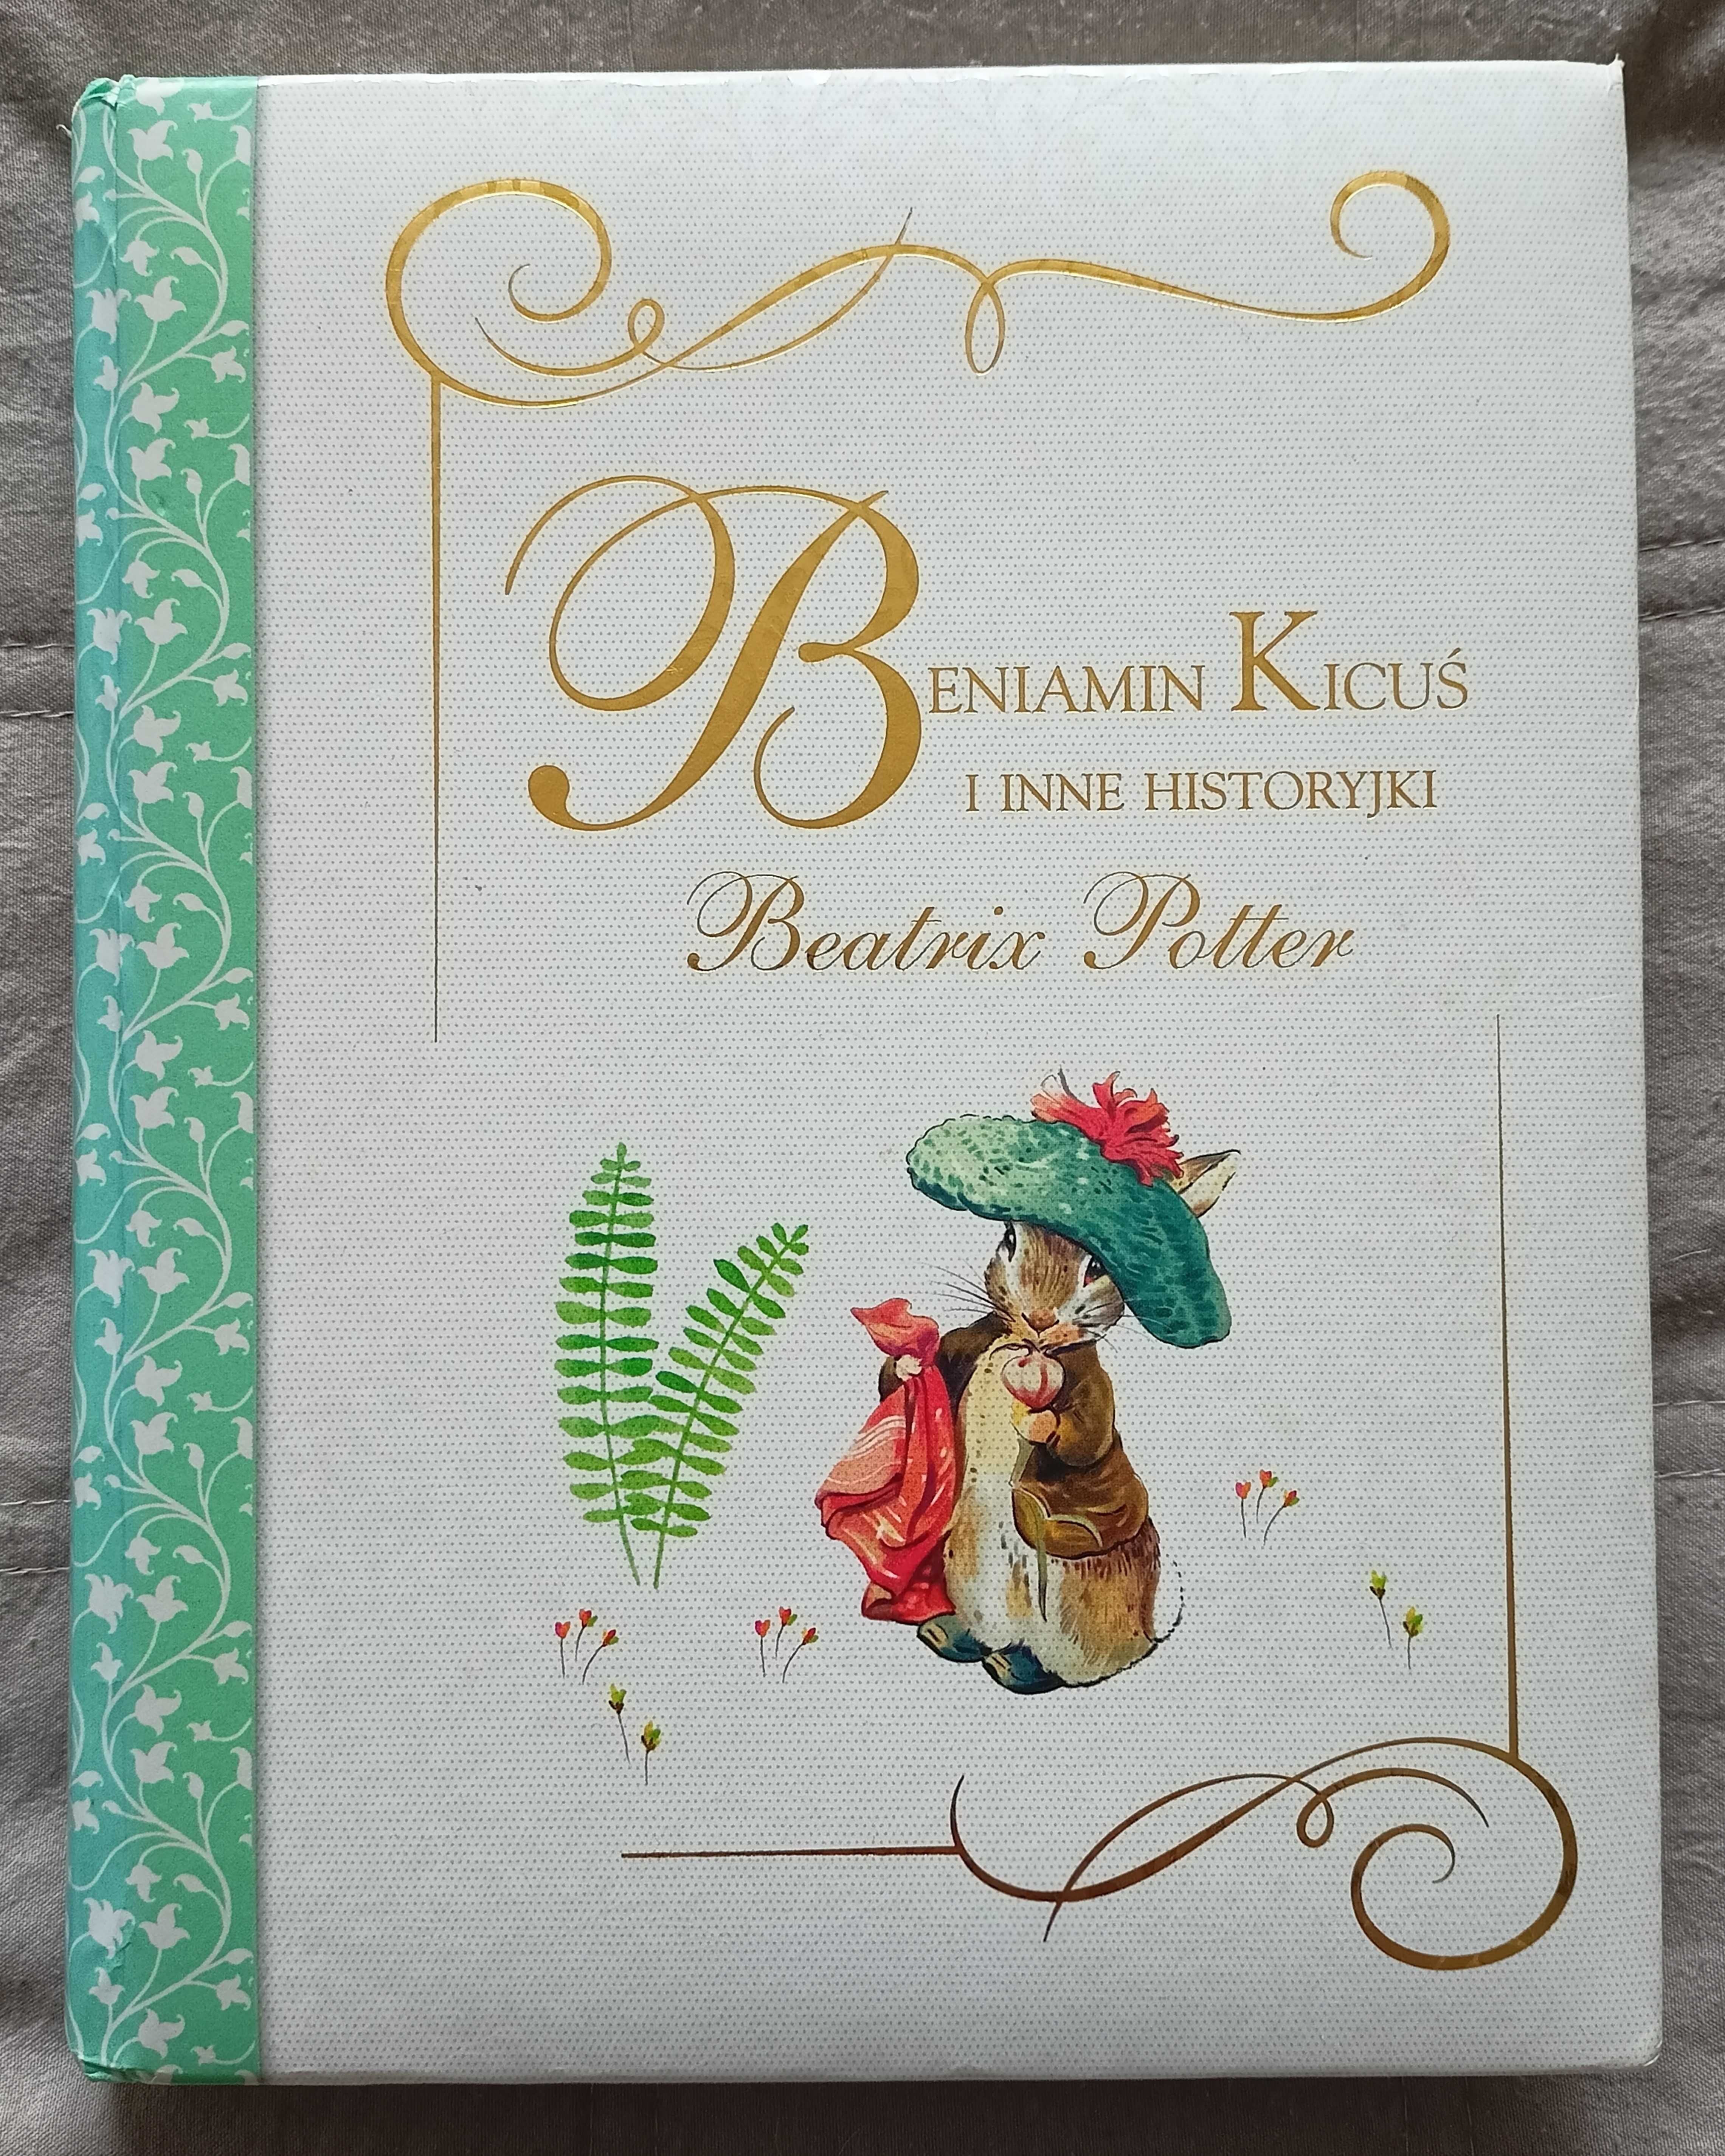 Beniamin Kicuś
i inne historyjki
Beatrix Potter